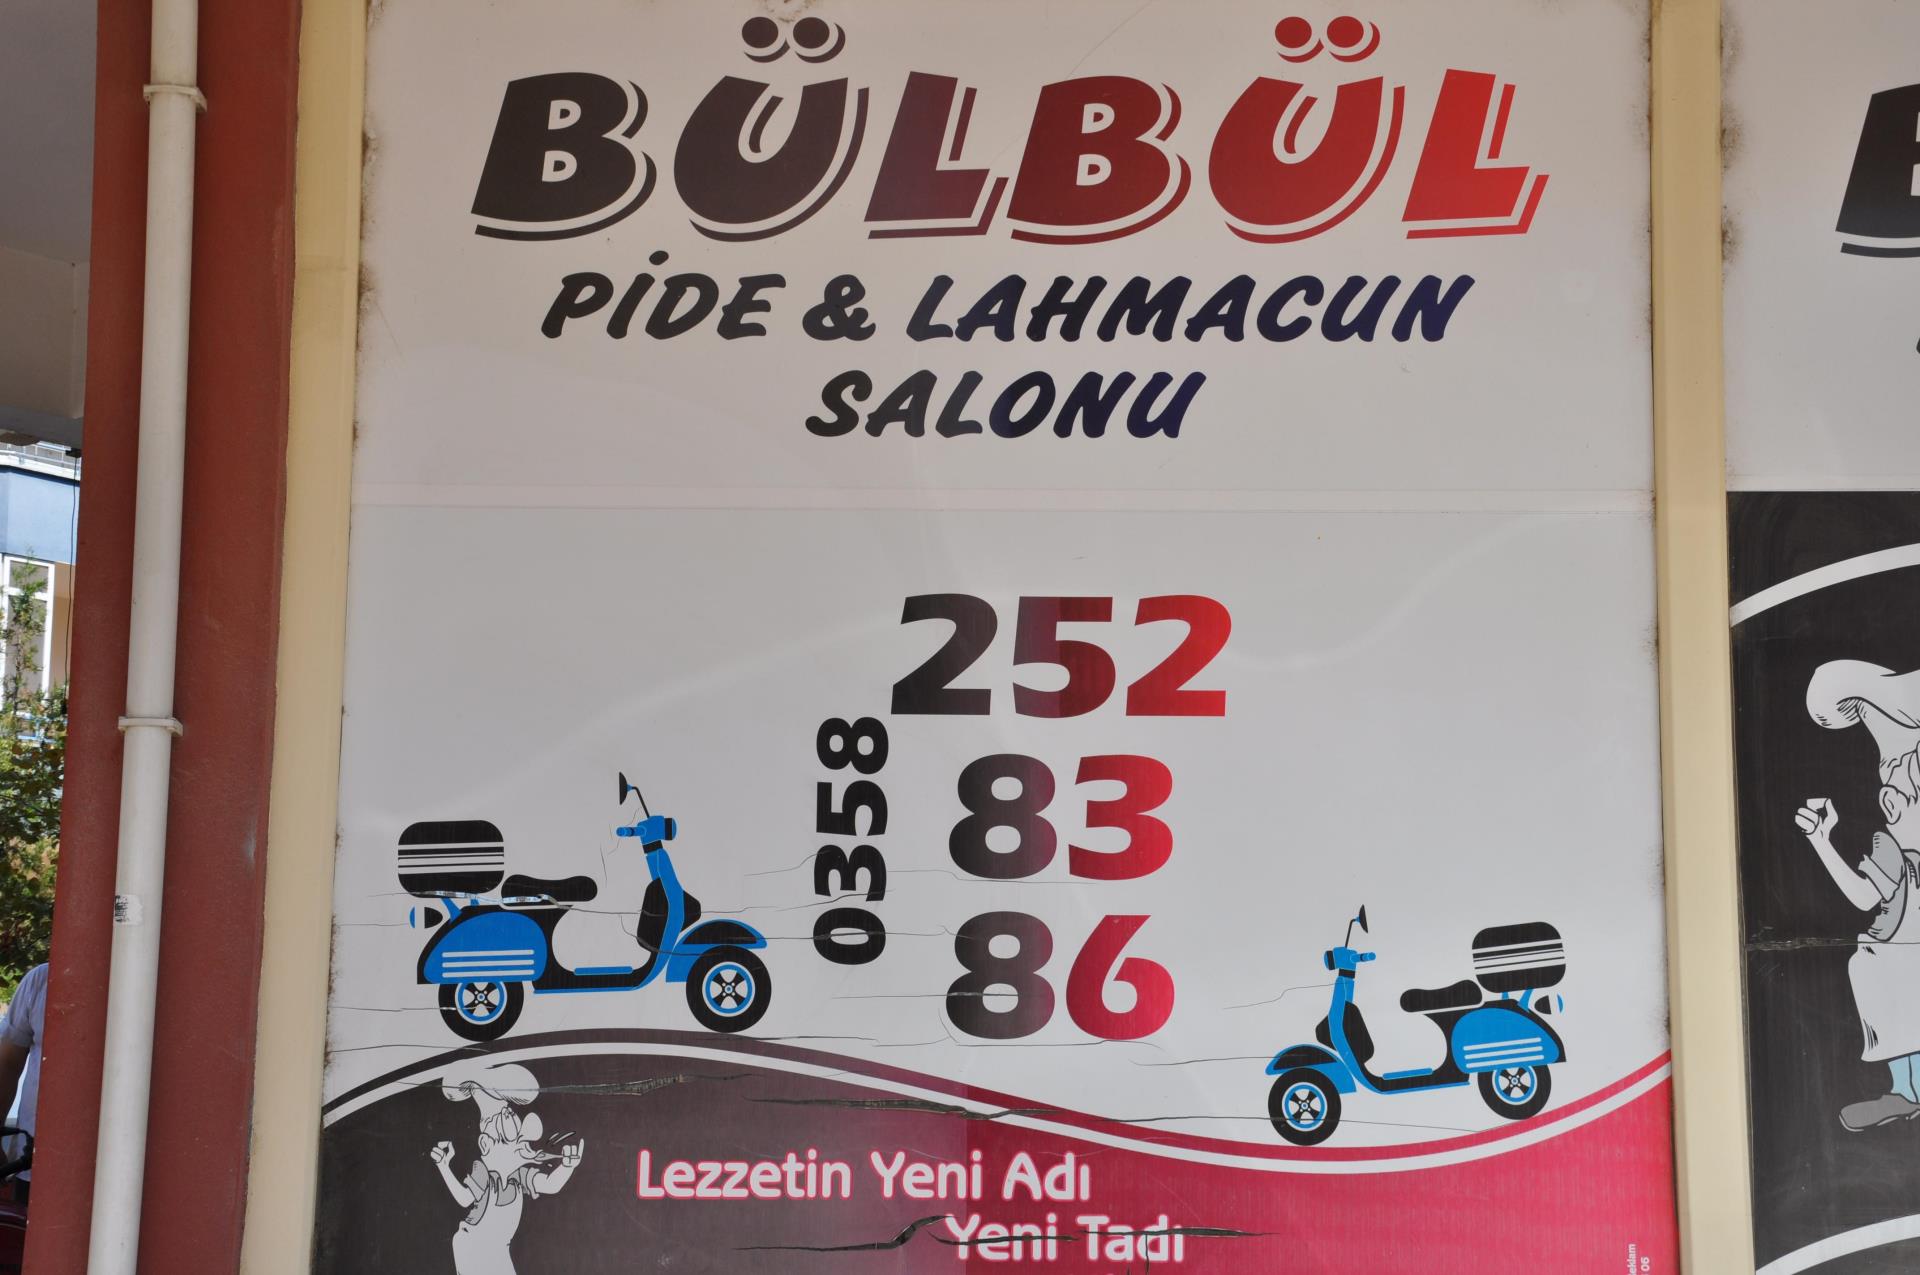 BÜLBÜL
PİDE & LAHMACUN
SALONU
0358
252
83
86
Lezzetin Yeni Adı
Yeni Tadı